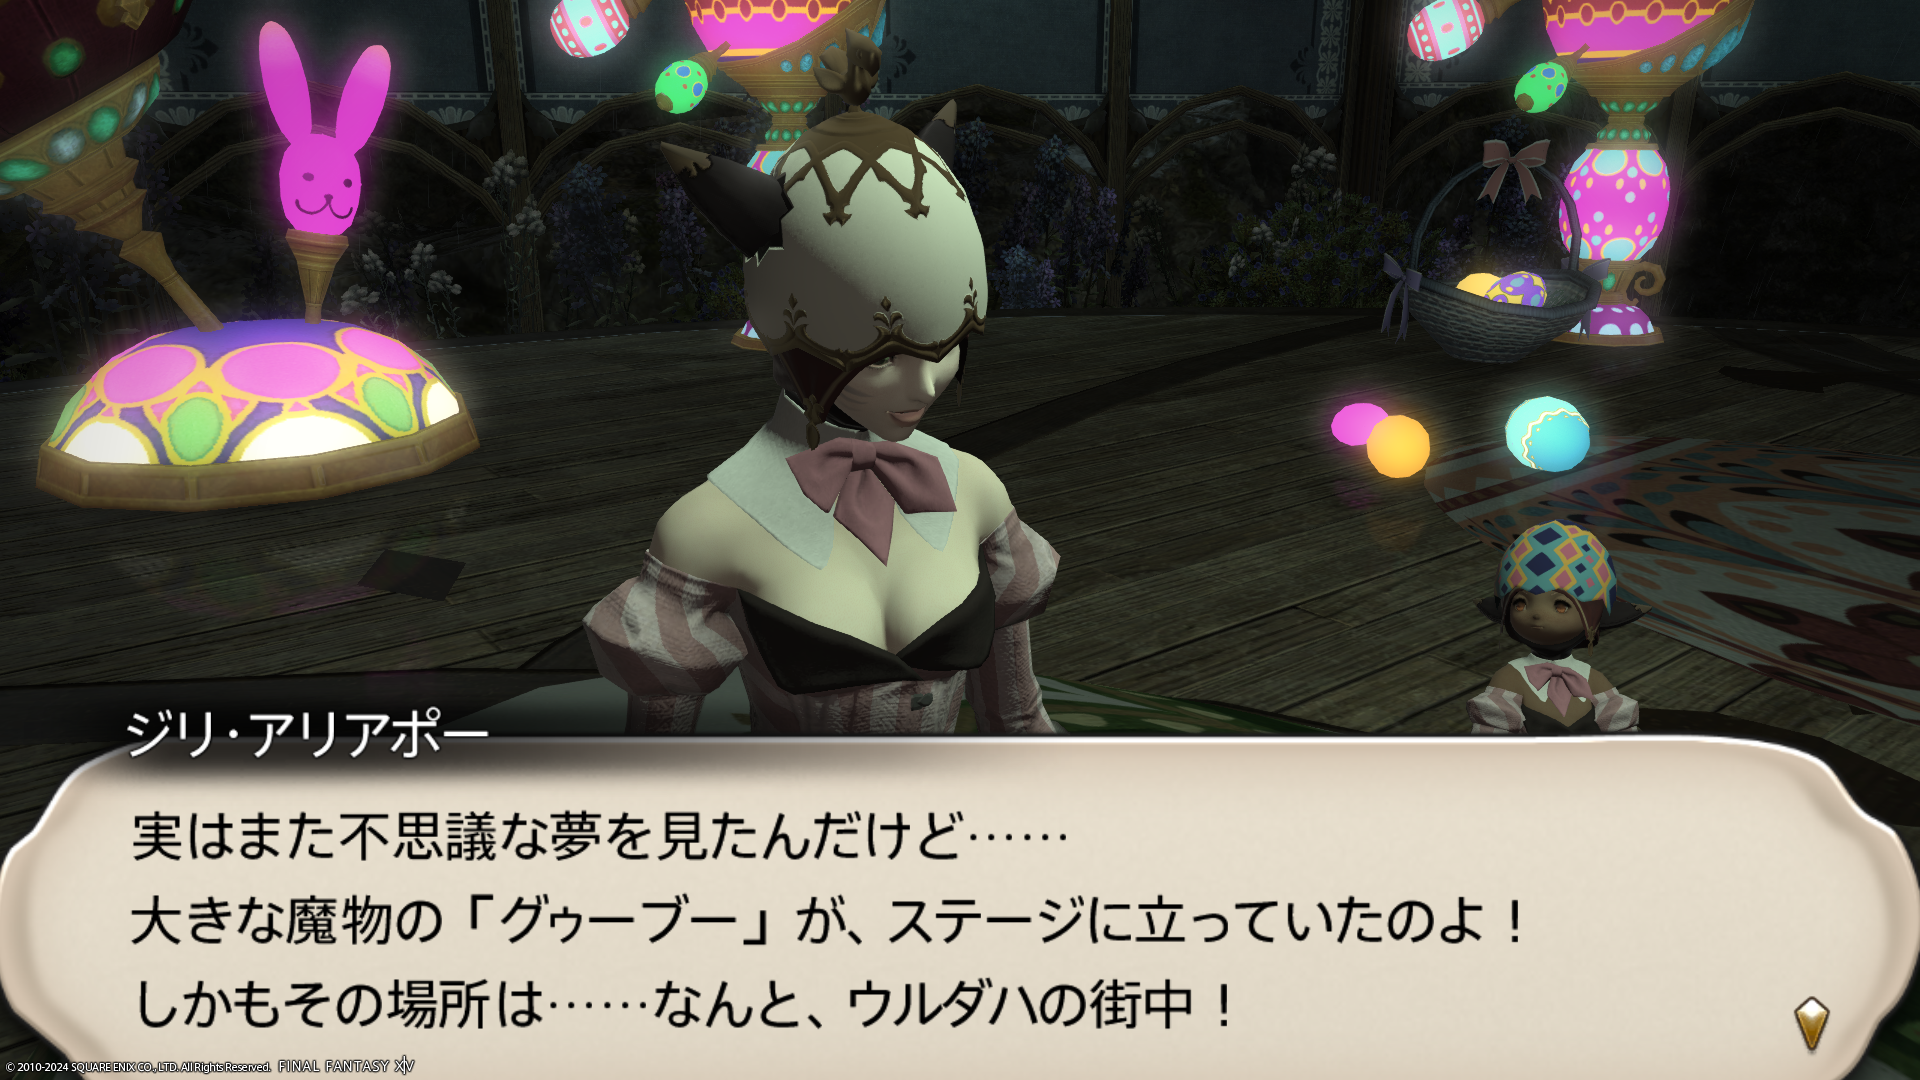 ジリ・アリアポー
実はまた不思議な夢を見たんだけど……
大きな魔物の「グゥーブー」が、ステージに立っていたのよ！
しかもその場所は……なんと、ウルダハの街中！
© 2010-2024 SQUARE ENIX CO., LTD. All Rights Reserved. FINAL FANTASY XIV